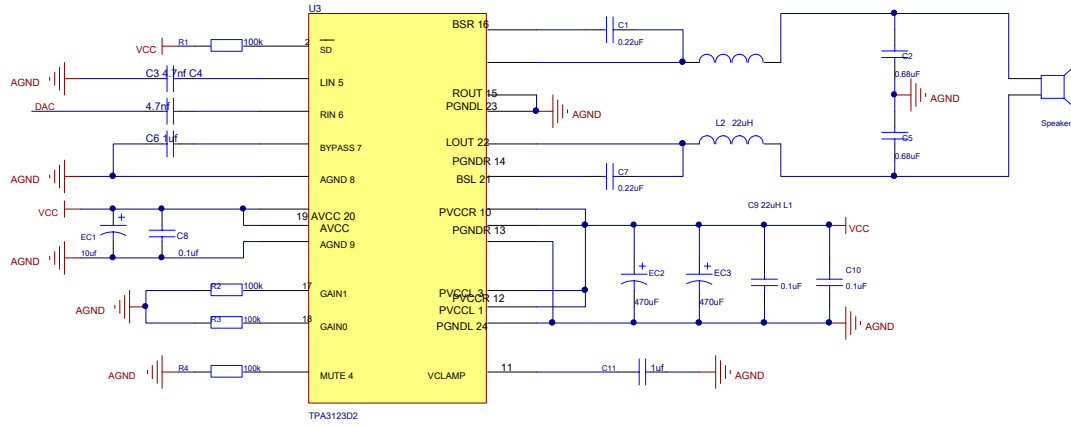 U3
BSR 16
C1
0.22uF
VCC
R1
100k
2
SD
C2
0.68uF
AGND
C3 4.7nf C4
LIN 5
AGND
DAC
4.7nf
RIN 6
ROUT 15
PGNDL 23
AGND
Speaker
L2 22uH
C6 1uf
BYPASS 7
LOUT 22
C5
0.68uF
PGNDR 14
AGND
AGND 8
BSL 21
C7
0.22uF
VCC
19 AVCC 20
AVCC
PVCCR 10
C9 22uH L1
VCC
EC1
10uf
C8
0.1uf
AGND 9
PGNDR 13
AGND
EC2
470uF
EC3
470uF
0.1uF
C10
0.1uF
R2
100k
17
GAIN1
PVCCL 3
PVCCR 12
PVCCL 1
AGND
R3
100k
18
GAIN0
PGNDL 24
AGND
AGND
R4
100k
MUTE 4
VCLAMP
11
C11
1uf
AGND
TPA3123D2